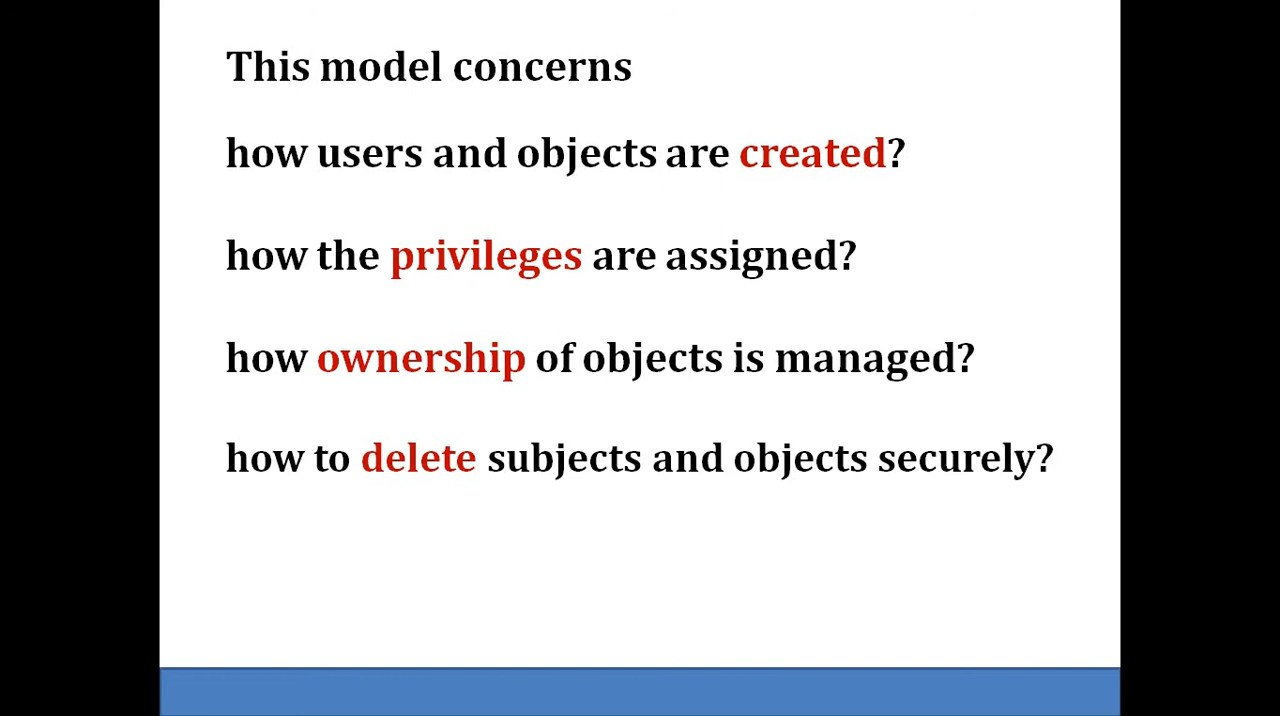 This model concerns
how users and objects are created?
how the privileges are assigned?
how ownership of objects is managed?
how to delete subjects and objects securely?